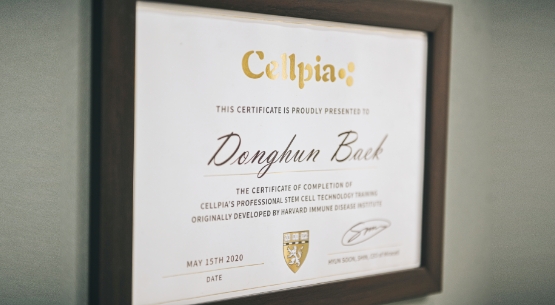 Cellpia
THIS CERTIFICATE IS PROUDLY PRESENTED TO
Donghun Baek
THE CERTIFICATE OF COMPLETION OF
CELLPIA'S PROFESSIONAL STEM CELL TECHNOLOGY TRAINING
ORIGINALLY DEVELOPED BY HARVARD IMMUNE DISEASE INSTITUTE
MAY 15TH 2020
DATE